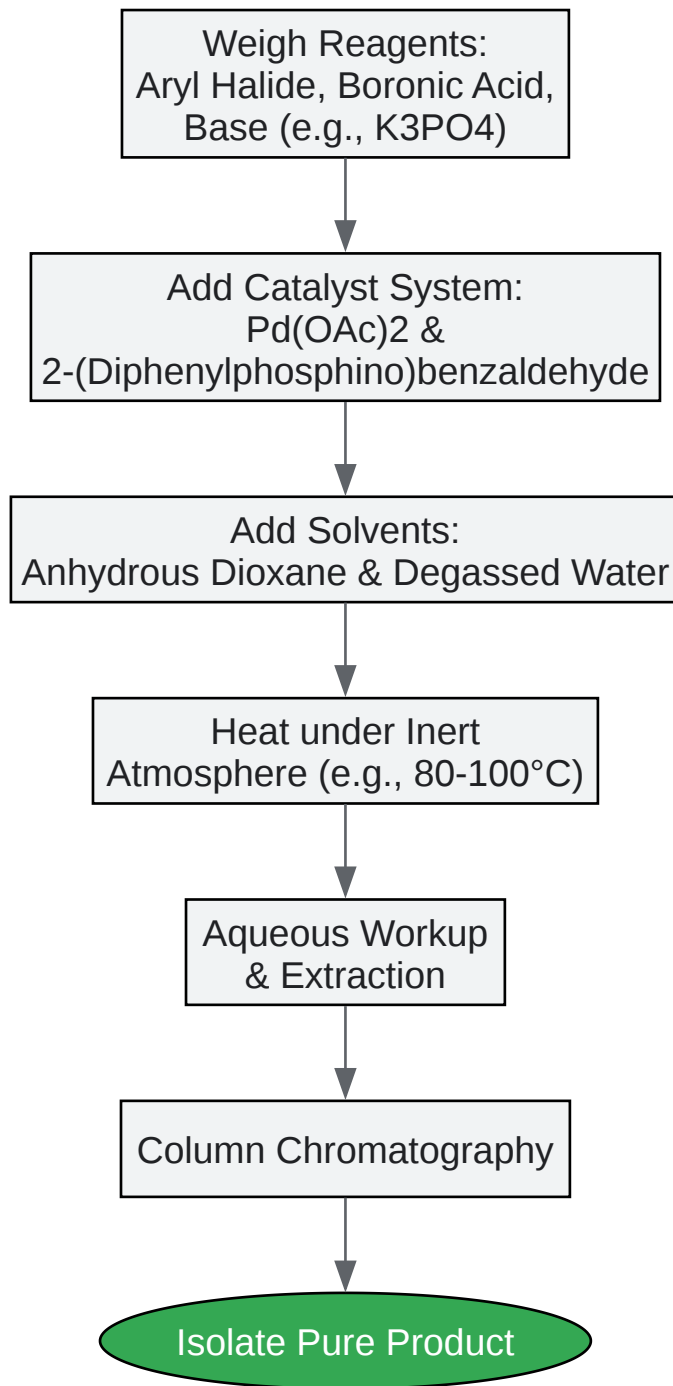 Weigh Reagents:
Aryl Halide, Boronic Acid,
Base (e.g., K3PO4)
Add Catalyst System:
Pd(OAc)2 &
2-(Diphenylphosphino)benzaldehyde
Add Solvents:
Anhydrous Dioxane & Degassed Water
Heat under Inert
Atmosphere (e.g., 80-100°C)
Aqueous Workup
& Extraction
Column Chromatography
Isolate Pure Product